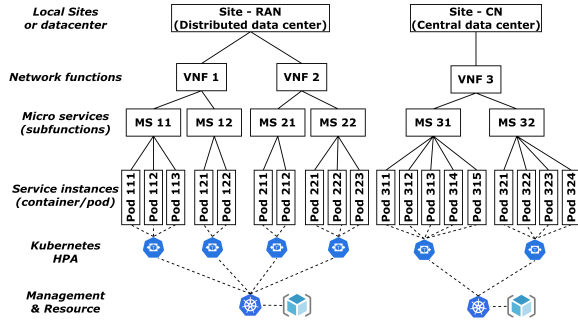 Local Sites
or datacenter
Site - RAN
(Distributed data center)
Site - CN
(Central data center)
Network functions
VNF 1
VNF 2
VNF 3
Micro services
(subfunctions)
MS 11
MS 12
MS 21
MS 22
MS 31
MS 32
Service instances
(container/pod)
Pod 111
Pod 112
Pod 113
Pod 121
Pod 122
Pod 211
Pod 212
Pod 221
Pod 222
Pod 223
Pod 311
Pod 312
Pod 313
Pod 314
Pod 315
Pod 321
Pod 322
Pod 323
Pod 324
Kubernetes
HPA
Management
& Resource